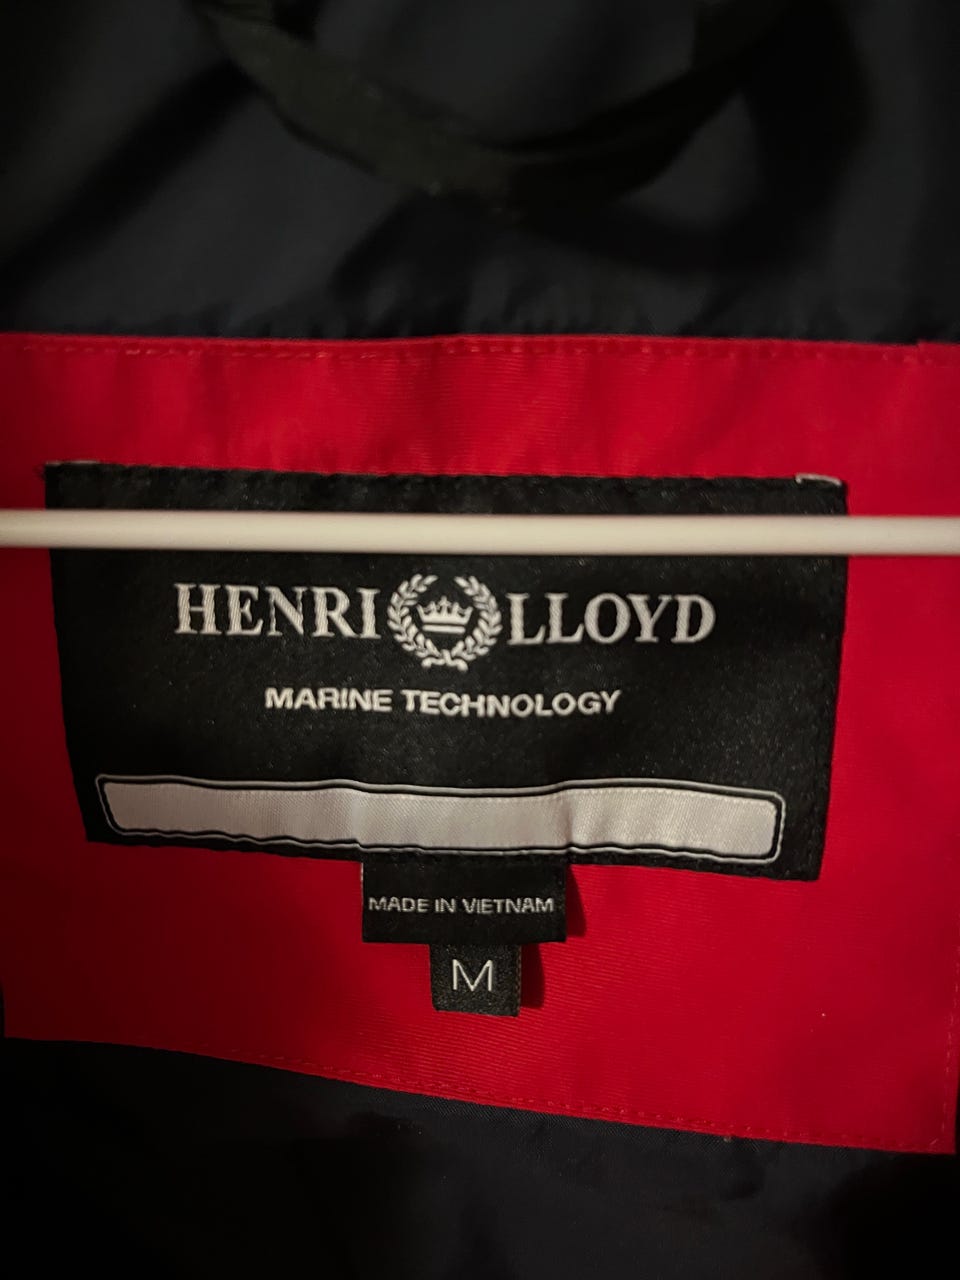 HENRI LLOYD
MARINE TECHNOLOGY
MADE IN VIETNAM
M